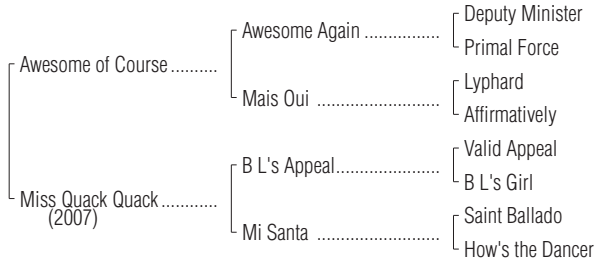 Deputy Minister
Awesome Again ................
Primal Force
Awesome of Course ..........
Lyphard
Mais Oui ..........................
Affirmatively
Valid Appeal
B L's Appeal......................
B L's Girl
Miss Quack Quack ............
(2007)
Saint Ballado
Mi Santa ..........................
How's the Dancer